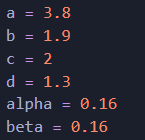 a = 3.8
b = 1.9
c = 2
d = 1.3
alpha = 0.16
beta = 0.16